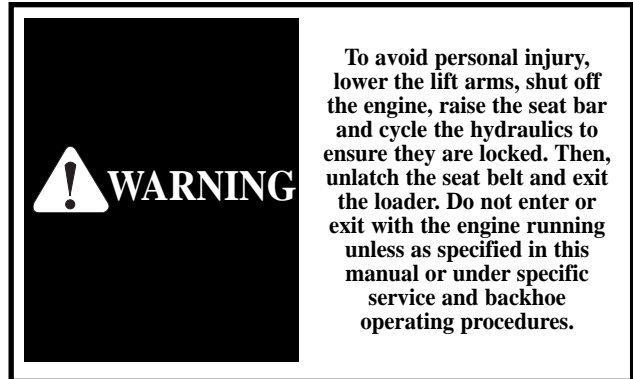 WARNING
To avoid personal injury,
lower the lift arms, shut off
the engine, raise the seat bar
and cycle the hydraulics to
ensure they are locked. Then,
unlatch the seat belt and exit
the loader. Do not enter or
exit with the engine running
unless as specified in this
manual or under specific
service and backhoe
operating procedures.